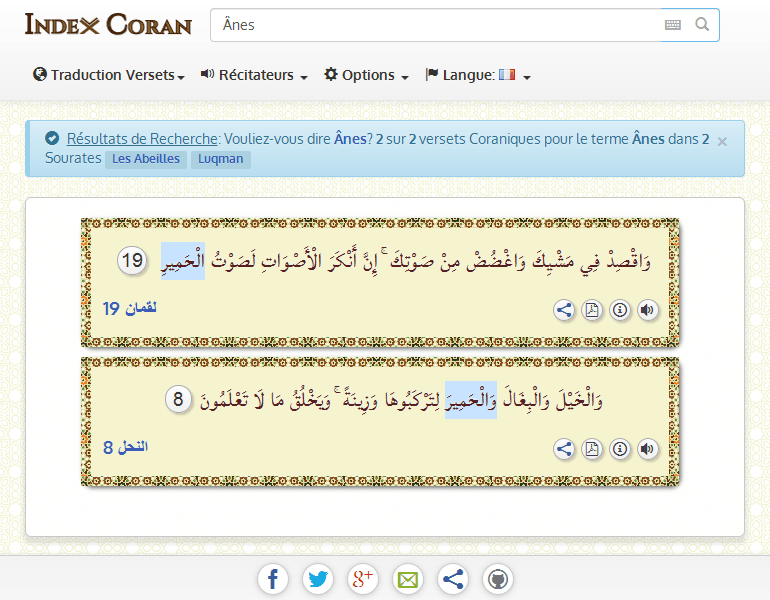 INDEX CORAN
Ânes
Traduction Versets Récitateurs Options Langue:
Résultats de Recherche: Vouliez-vous dire Ânes? 2 sur 2 versets Coraniques pour le terme Ânes dans 2 ×
Sourates Les Abeilles Luqman
وَاقْصِدْ فِي مَشْيِكَ وَاغْضُضْ مِنْ صَوْتِكَ ۚ إِنَّ أَنْكَرَ الْأَصْوَاتِ لَصَوْتُ الْحَمِيرِ 19
لقمان 19
وَالْخَيْلَ وَالْبِغَالَ وَالْحَمِيرَ لِتَرْكَبُوهَا وَزِينَةً ۚ وَيَخْلُقُ مَا لَا تَعْلَمُونَ 8
النحل 8